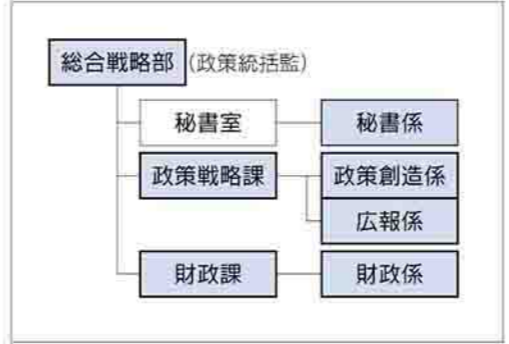 総合戦略部(政策統括監)
秘書室 秘書係
政策戦略課 政策創造係
広報係
財政課 財政係